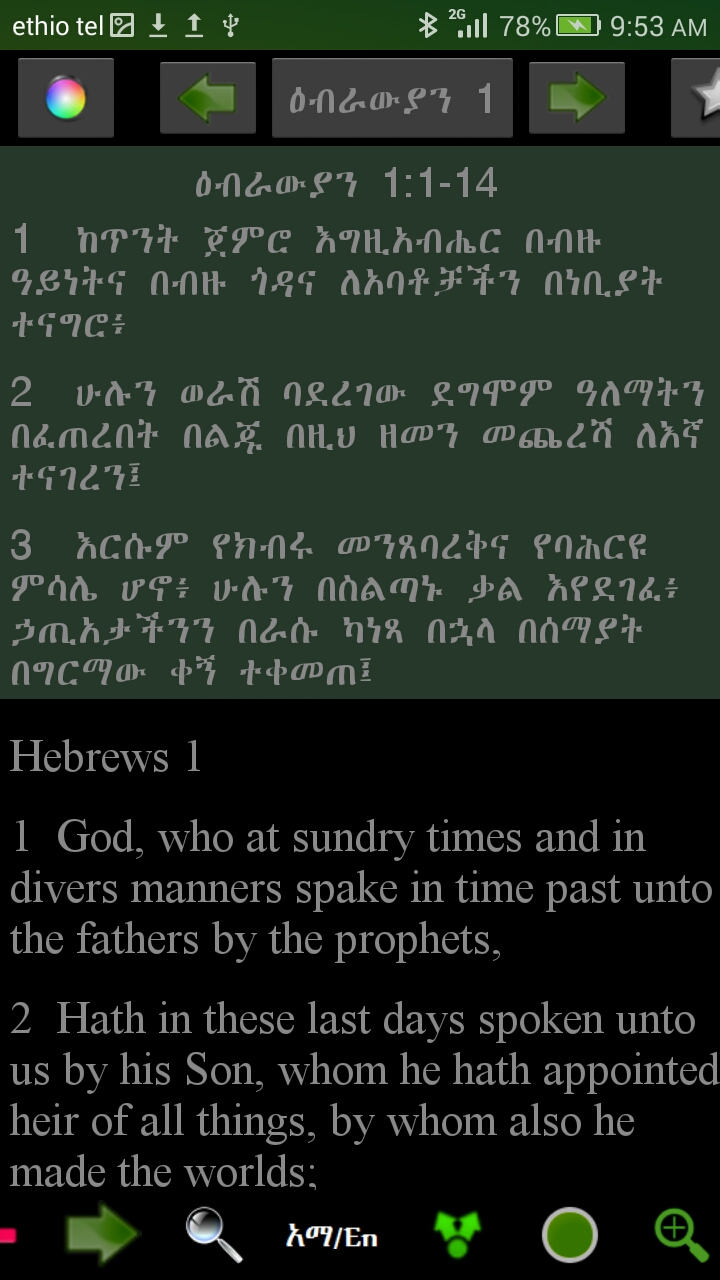 ethio tel 2G 78% 9:53 AM
ዕብራውያን 1
ዕብራውያን 1:1-14
1 ከጥንት ጀምሮ እግዚአብሔር በብዙ
ዓይነትና በብዙ ጎዳና ለአባቶቻችን በነቢያት
ተናግሮ፥
2 ሁሉን ወራሽ ባደረገው ደግሞም ዓለማትን
በፈጠረበት በልጁ በዚህ ዘመን መጨረሻ ለእኛ
ተናገረን፤
3 እርሱም የክብሩ መንጸባረቅና የባሕርዩ
ምሳሌ ሆኖ፥ ሁሉን በስልጣኑ ቃል እየደገፈ፥
ኃጢአታችንን በራሱ ካነጻ በኋላ በሰማያት
በግርማው ቀኝ ተቀመጠ፤
Hebrews 1
1 God, who at sundry times and in
divers manners spake in time past unto
the fathers by the prophets,
2 Hath in these last days spoken unto
us by his Son, whom he hath appointed
heir of all things, by whom also he
made the worlds;
አማ/En